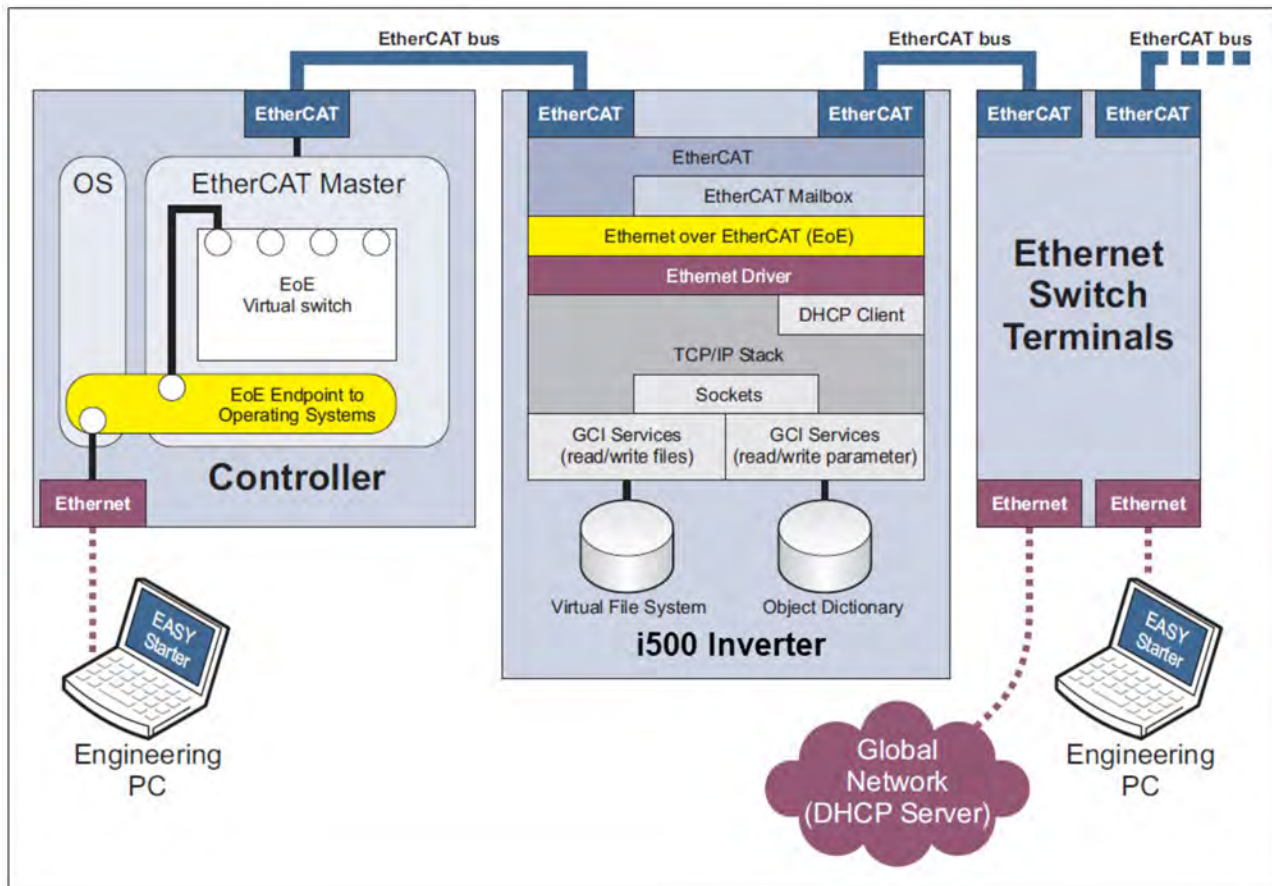 EtherCAT bus
EtherCAT bus
EtherCAT bus
EtherCAT
EtherCAT
EtherCAT
EtherCAT
EtherCAT
OS
EtherCAT Master
EoE
Virtual switch
EoE Endpoint to
Operating Systems
Controller
Ethernet
EASY
Starter
Engineering
PC
EtherCAT
EtherCAT Mailbox
Ethernet over EtherCAT (EoE)
Ethernet Driver
DHCP Client
TCP/IP Stack
Sockets
GCI Services
(read/write files)
GCI Services
(read/write parameter)
Virtual File System
Object Dictionary
i500 Inverter
Ethernet
Switch
Terminals
Ethernet
Ethernet
Global
Network
(DHCP Server)
EASY
Starter
Engineering
PC